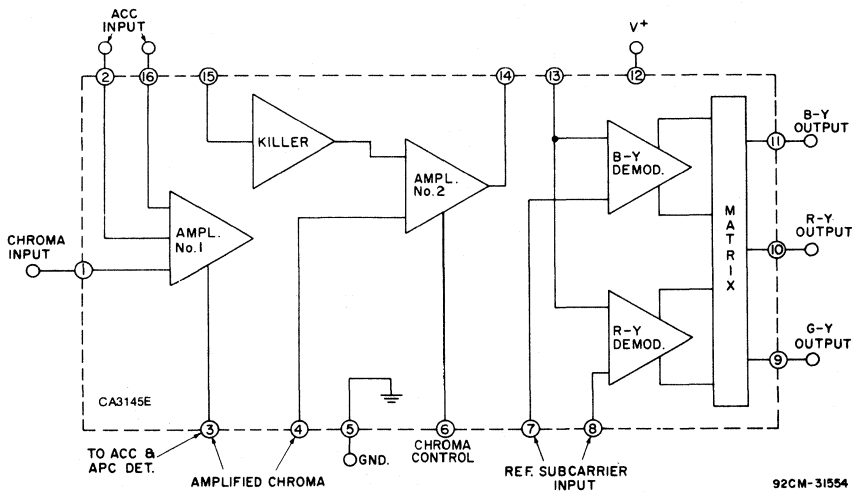 ACC
INPUT
V+
2
16
15
14
13
12
KILLER
AMPL.
No.2
B-Y
DEMOD.
MATRIX
11
B-Y
OUTPUT
AMPL.
No.1
CHROMA
INPUT
1
10
R-Y
OUTPUT
R-Y
DEMOD.
9
G-Y
OUTPUT
CA3145E
3
4
5
6
7
8
TO ACC &
APC DET.
AMPLIFIED CHROMA
GND.
CHROMA
CONTROL
REF. SUBCARRIER
INPUT
92CM-31554